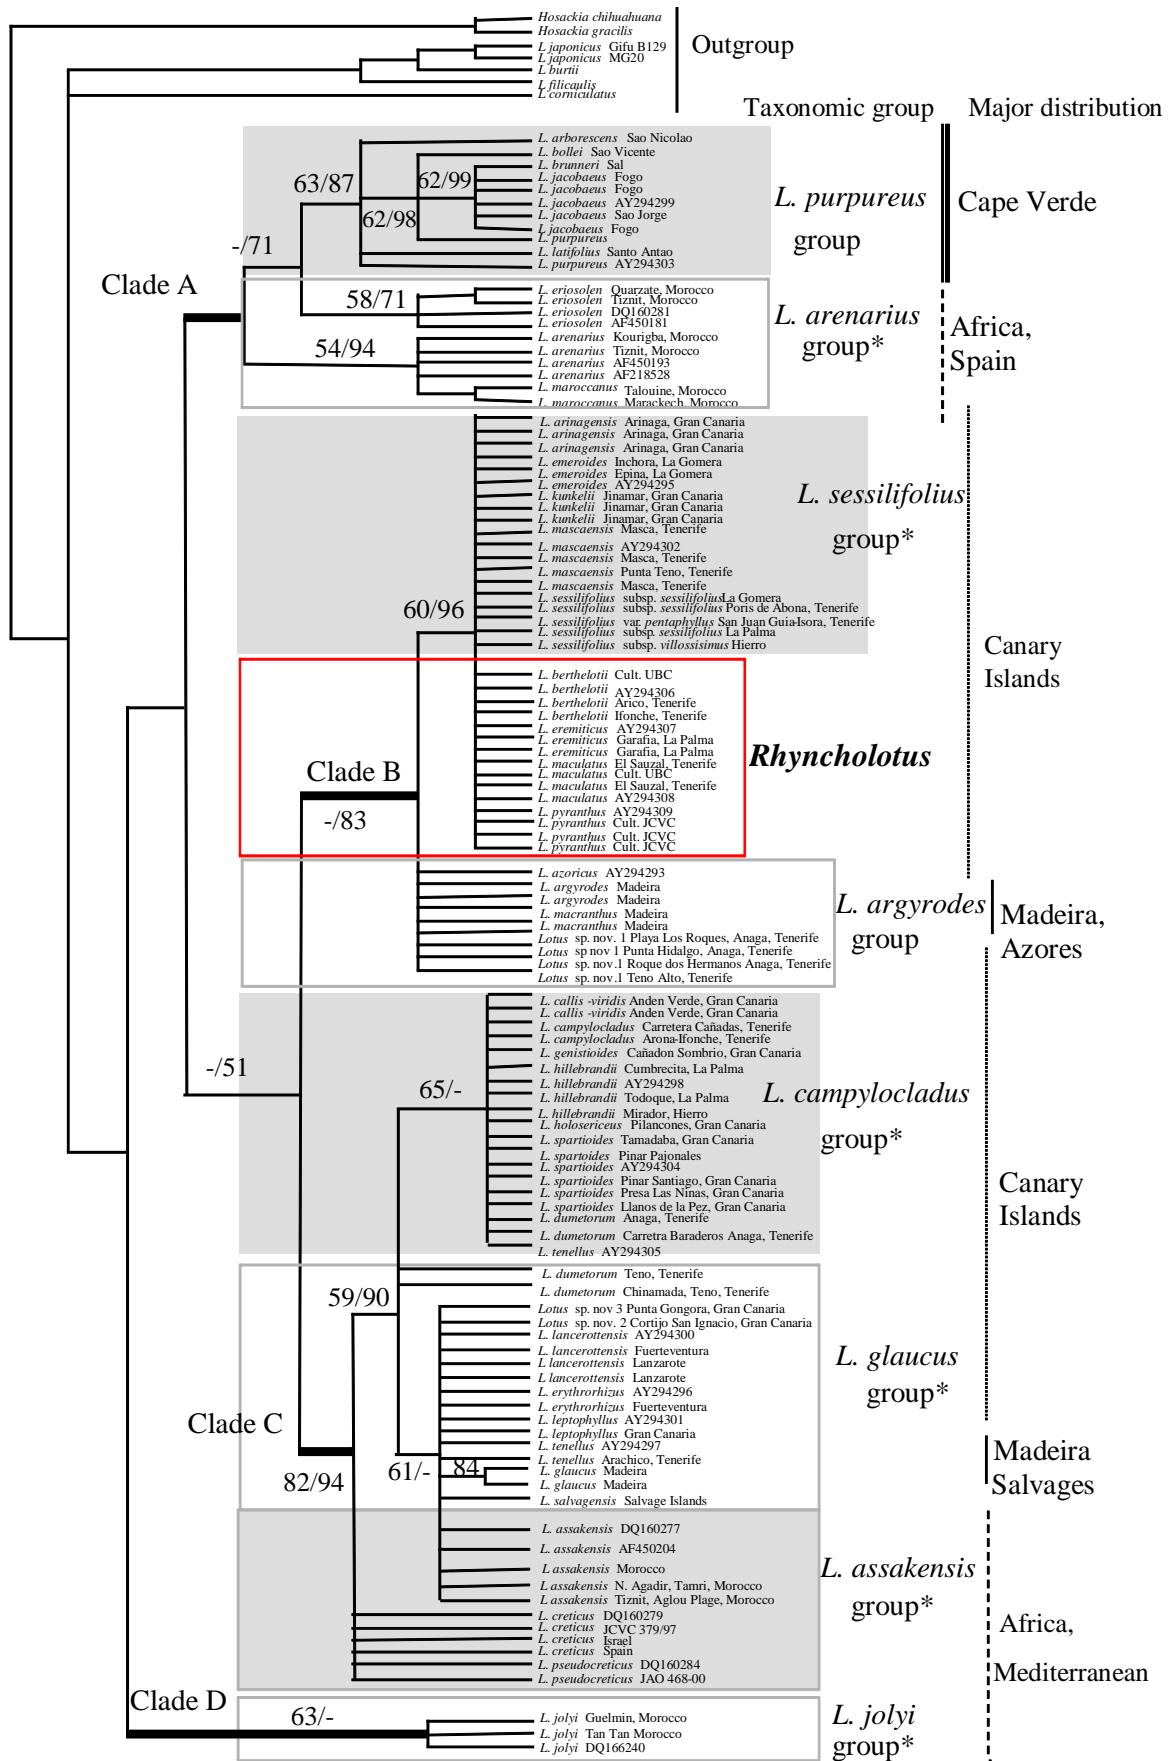 Hosackia chihuahuana
Hosackia gracilis
L japonicus Gifu B129
L japonicus MG20
L burtii
L filicaulis
L corniculatus
Outgroup
Taxonomic group
Major distribution
L. arborescens Sao Nicolao
L. bollei Sao Vicente
L. brunneri Sal
L. jacobaeus Fogo
L. jacobaeus Fogo
L. jacobaeus AY294299
L. jacobaeus Sao Jorge
L jacobaeus Fogo
L. purpureus
L. latifolius Santo Antao
L. purpureus AY294303
63/87
62/99
62/98
-/71
Clade A
L. purpureus
group
Cape Verde
L. eriosolen Quarzate, Morocco
L. eriosolen Tiznit, Morocco
L. eriosolen DQ160281
L. eriosolen AF450181
L. arenarius Kourigba, Morocco
L. arenarius Tiznit, Morocco
L. arenarius AF450193
L. arenarius AF218528
L. maroccanus Talouine, Morocco
L. maroccanus Marackech, Morocco
58/71
54/94
L. arenarius
group*
Africa,
Spain
L. arinagensis Arinaga, Gran Canaria
L. arinagensis Arinaga, Gran Canaria
L. arinagensis Arinaga, Gran Canaria
L. emeroides Inchora, La Gomera
L. emeroides Epina, La Gomera
L. emeroides AY294295
L. kunkelii Jinamar, Gran Canaria
L. kunkelii Jinamar, Gran Canaria
L. kunkelii Jinamar, Gran Canaria
L. mascaensis Masca, Tenerife
L. mascaensis AY294302
L. mascaensis Masca, Tenerife
L. mascaensis Punta Teno, Tenerife
L. mascaensis Masca, Tenerife
L. sessilifolius subsp. sessilifolius La Gomera
L. sessilifolius subsp. sessilifolius Poris de Abona, Tenerife
L. sessilifolius var. pentaphyllus San Juan Guia-Isora, Tenerife
L. sessilifolius subsp. sessilifolius La Palma
L. sessilifolius subsp. villossisimus Hierro
60/96
L. sessilifolius
group*
Canary
Islands
L. berthelotii Cult. UBC
L. berthelotii AY294306
L. berthelotii Arico, Tenerife
L. berthelotii Ifonche, Tenerife
L. eremiticus AY294307
L. eremiticus Garafia, La Palma
L. eremiticus Garafia, La Palma
L. maculatus El Sauzal, Tenerife
L. maculatus Cult. UBC
L. maculatus El Sauzal, Tenerife
L. maculatus AY294308
L. pyranthus AY294309
L. pyranthus Cult. JCVC
L. pyranthus Cult. JCVC
L. pyranthus Cult. JCVC
Clade B
-/83
Rhyncholotus
L. azoricus AY294293
L. argyrodes Madeira
L. argyrodes Madeira
L. macranthus Madeira
L. macranthus Madeira
Lotus sp. nov. 1 Playa Los Roques, Anaga, Tenerife
L. sp nov 1 Punta Hidalgo, Anaga, Tenerife
Lotus sp. nov.1 Roque dos Hermanos Anaga, Tenerife
Lotus sp. nov.1 Teno Alto, Tenerife
L. argyrodes
group
Madeira,
Azores
L. callis -viridis Anden Verde, Gran Canaria
L. callis -viridis Anden Verde, Gran Canaria
L. campylocladus Carretera Cañadas, Tenerife
L. campylocladus Arona-Ifonche, Tenerife
L. genistioides Cañadon Sombrio, Gran Canaria
L. hillebrandii Cumbrecita, La Palma
L. hillebrandii AY294298
L. hillebrandii Todoque, La Palma
L. hillebrandii Mirador, Hierro
L. holosericeus Pilancones, Gran Canaria
L. spartioides Tamadaba, Gran Canaria
L. spartoides Pinar Pajonales
L. spartioides AY294304
L. spartioides Pinar Santiago, Gran Canaria
L. spartioides Presa Las Ninas, Gran Canaria
L. spartioides Llanos de la Pez, Gran Canaria
L. dumetorum Anaga, Tenerife
L. dumetorum Carretra Baraderos Anaga, Tenerife
L. tenellus AY294305
-/51
65/-
L. campylocladus
group*
Canary
Islands
L. dumetorum Teno, Tenerife
L. dumetorum Chinamada, Teno, Tenerife
Lotus sp. nov 3 Punta Gongora, Gran Canaria
Lotus sp. nov. 2 Cortijo San Ignacio, Gran Canaria
L. lancerottensis AY294300
L. lancerottensis Fuerteventura
L lancerottensis Lanzarote
L lancerottensis Lanzarote
L. erythrorhizus AY294296
L. erythrorhizus Fuerteventura
L. leptophyllus AY294301
L. leptophyllus Gran Canaria
L. tenellus AY294297
L. tenellus Arachico, Tenerife
L. glaucus Madeira
L. glaucus Madeira
L. salvagensis Salvage Islands
59/90
Clade C
82/94
61/-
84
L. glaucus
group*
Madeira
Salvages
L. assakensis DQ160277
L. assakensis AF450204
L assakensis Morocco
L assakensis N. Agadir, Tamri, Morocco
L assakensis Tiznit, Aglou Plage, Morocco
L. creticus DQ160279
L. creticus JCVC 379/97
L. creticus Israel
L. creticus Spain
L. pseudocreticus DQ160284
L. pseudocreticus JAO 468-00
L. assakensis
group*
Africa,
Mediterranean
Clade D
63/-
L. jolyi Guelmin, Morocco
L. jolyi Tan Tan Morocco
L. jolyi DQ166240
L. jolyi
group*